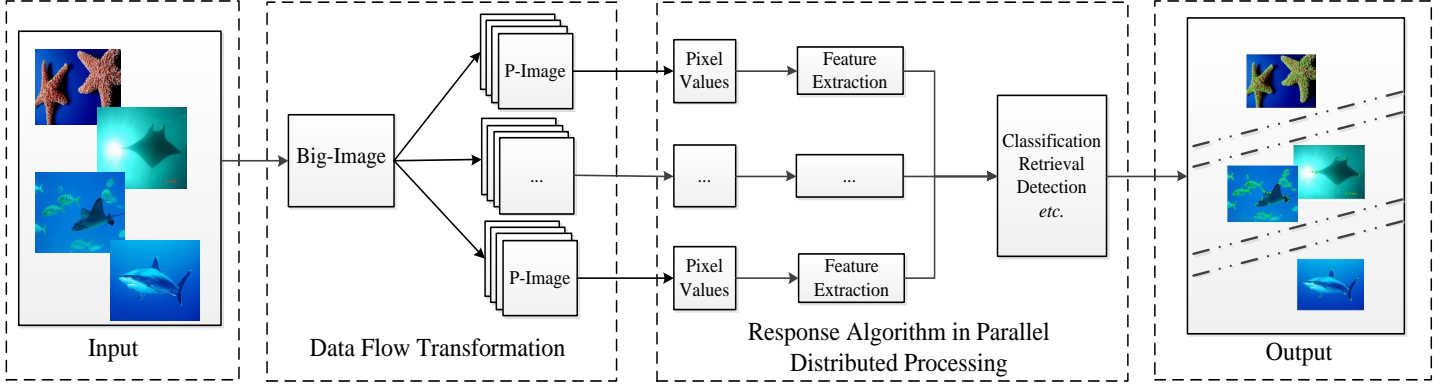 Input
Big-Image
P-Image
...
P-Image
Data Flow Transformation
Pixel
Values
Feature
Extraction
...
...
Pixel
Values
Feature
Extraction
Classification
Retrieval
Detection
etc.
Response Algorithm in Parallel
Distributed Processing
Output